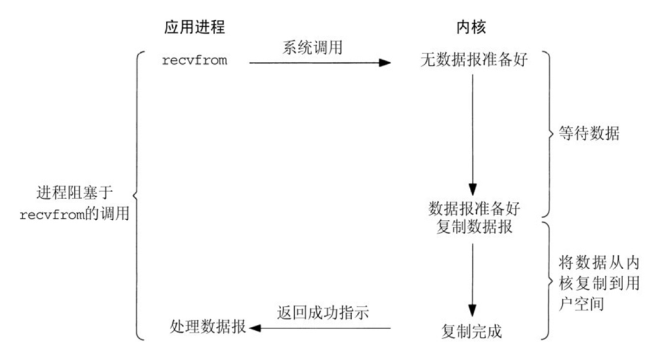 应用进程
内核
系统调用
recvfrom
无数据报准备好
等待数据
进程阻塞于
recvfrom的调用
数据报准备好
复制数据报
将数据从内
核复制到用
户空间
返回成功指示
处理数据报
复制完成